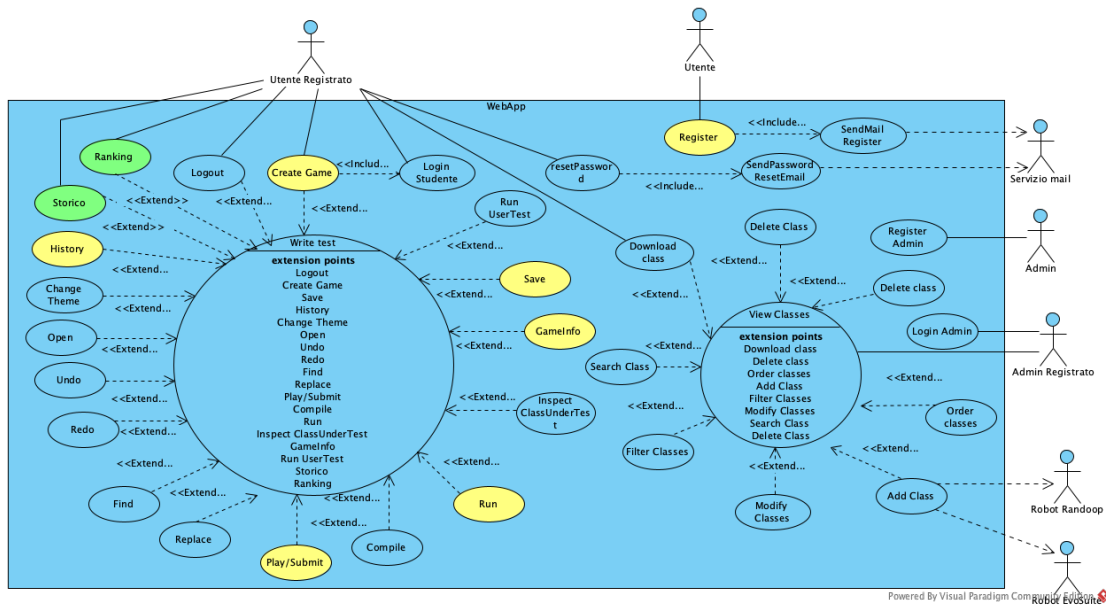 Utente Registrato
Utente
WebApp
Ranking
Logout
Create Game
<<Includ...
Login
Studente
resetPasswor
d
Register
<<Include...
SendMail
Register
SendPassword
ResetEmail
<<Include...
Servizio mail
Storico
<<Extend>>
<<Extend...
<<Extend...
<<Extend>>
Run
UserTest
History
<<Extend...
Write test
extension points
Logout
Create Game
Save
History
Change Theme
Open
Undo
Redo
Find
Replace
Play/Submit
Compile
Run
Inspect ClassUnderTest
GameInfo
Run UserTest
Storico
Ranking
<<Extend...
Save
<<Extend...
GameInfo
<<Extend...
Inspect
ClassUnderTes
t
<<Extend...
<<Extend...
Run
<<Extend...
Compile
<<Extend...
Play/Submit
Change
Theme
<<Extend...
Open
<<Extend...
Undo
<<Extend...
Redo
<<Extend...
<<Extend...
Find
<<Extend...
Replace
Download
class
<<Extend...
Delete Class
<<Extend...
Register
Admin
Admin
Delete class
<<Extend...
View Classes
extension points
Download class
Delete class
Order classes
Add Class
Filter Classes
Modify Classes
Search Class
Delete Class
Login Admin
Admin Registrato
<<Extend...
Search Class
<<Extend...
Order
classes
<<Extend...
Filter Classes
<<Extend...
Modify
Classes
<<Extend...
Add Class
Robot Randoop
Robot EvoSuite
Powered By Visual Paradigm Community Edition